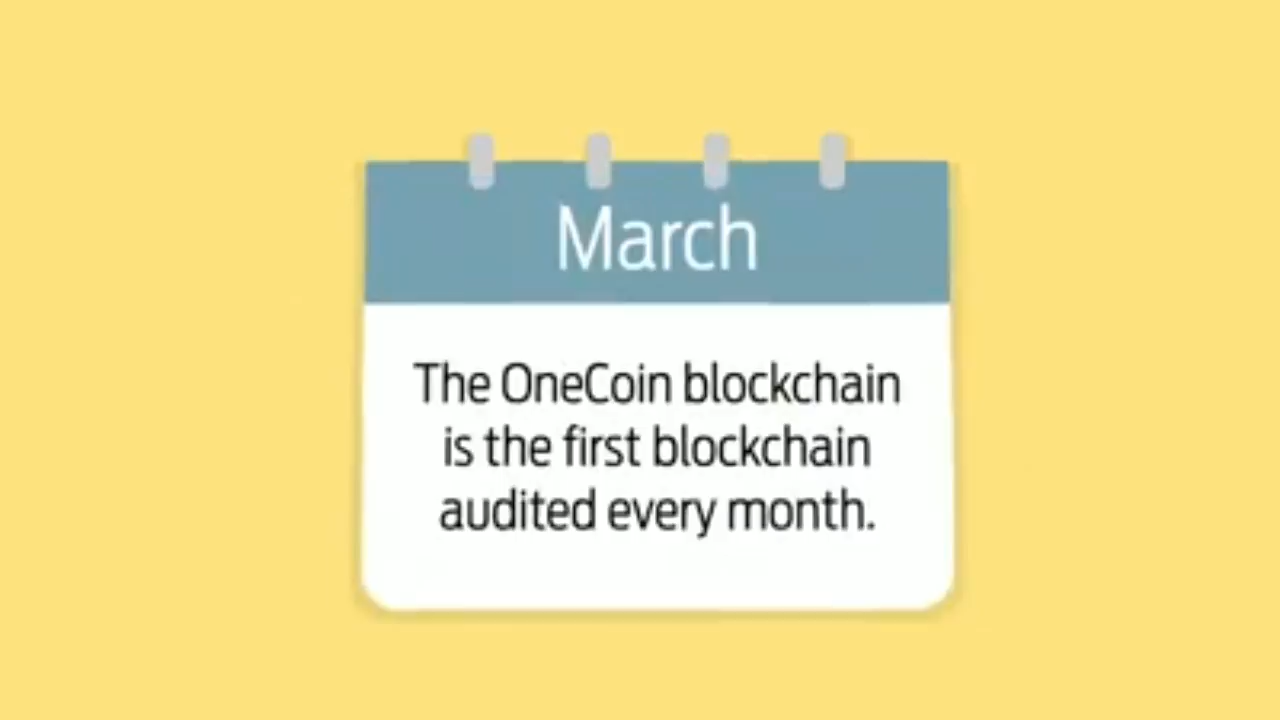 March
The OneCoin blockchain
is the first blockchain
audited every month.